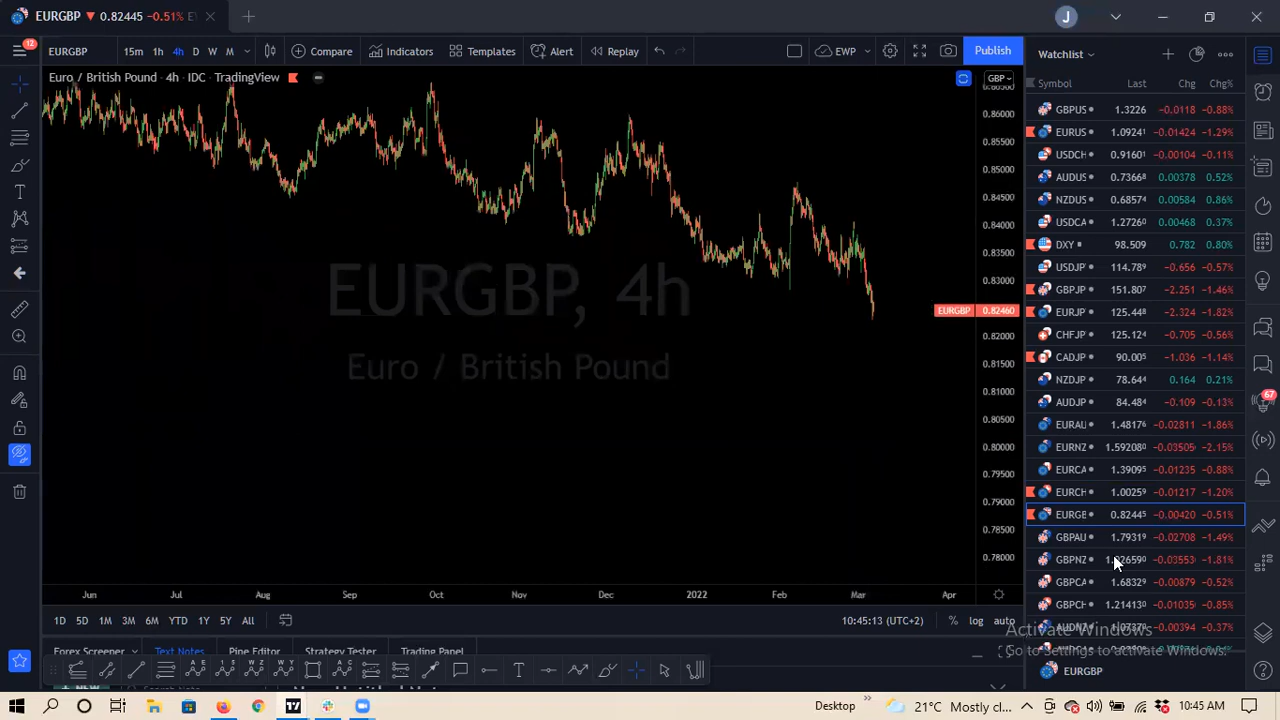 EURGBP ▼ 0.82445 −0.51% E
J
12
EURGBP 15m 1h 4h D W M Compare Indicators Templates Alert Replay EWP Publish
Watchlist
Euro / British Pound · 4h · IDC · TradingView
GBP
Symbol Last Chg Chg%
GBPUS 1.3226 −0.0118 −0.88%
EURUS 1.09241 −0.01424 −1.29%
USDCH 0.91601 −0.00104 −0.11%
AUDUS 0.73668 0.00378 0.52%
NZDUS 0.68574 0.00584 0.86%
USDCA 1.27260 0.00468 0.37%
DXY 98.509 0.782 0.80%
USDJP 114.789 −0.656 −0.57%
GBPJP 151.807 −2.251 −1.46%
EURJP 125.448 −2.324 −1.82%
CHFJP 125.124 −0.705 −0.56%
CADJP 90.005 −1.036 −1.14%
NZDJP 78.644 0.164 0.21%
AUDJP 84.484 −0.109 −0.13%
EURAU 1.48176 −0.02811 −1.86%
EURNZ 1.592080 −0.03505 −2.15%
EURCA 1.39095 −0.01235 −0.88%
EURCH 1.00259 −0.01217 −1.20%
EURGB 0.82445 −0.00420 −0.51%
GBPAU 1.79319 −0.02708 −1.49%
GBPNZ −0.03553 −1.81%
GBPCA 1.68329 −0.00879 −0.52%
GBPCH 1.214130 −0.01035 −0.85%
AUDNZ 1.07379 −0.00394 −0.37%
EURGBP
67
0.86500
0.86000
0.85500
0.85000
0.84500
0.84000
0.83500
0.83000
EURGBP 0.82460
0.82000
0.81500
0.81000
0.80500
0.80000
0.79500
0.79000
0.78500
0.78000
EURGBP, 4h
Euro / British Pound
Jun Jul Aug Sep Oct Nov Dec 2022 Feb Mar Apr
1D 5D 1M 3M 6M YTD 1Y 5Y All 10:45:13 (UTC+2) % log auto
Activate Windows
Go to Settings to activate Windows.
Forex Screener Text Notes Pine Editor Strategy Tester Trading Panel
Desktop 21°C Mostly cl... 10:45 AM